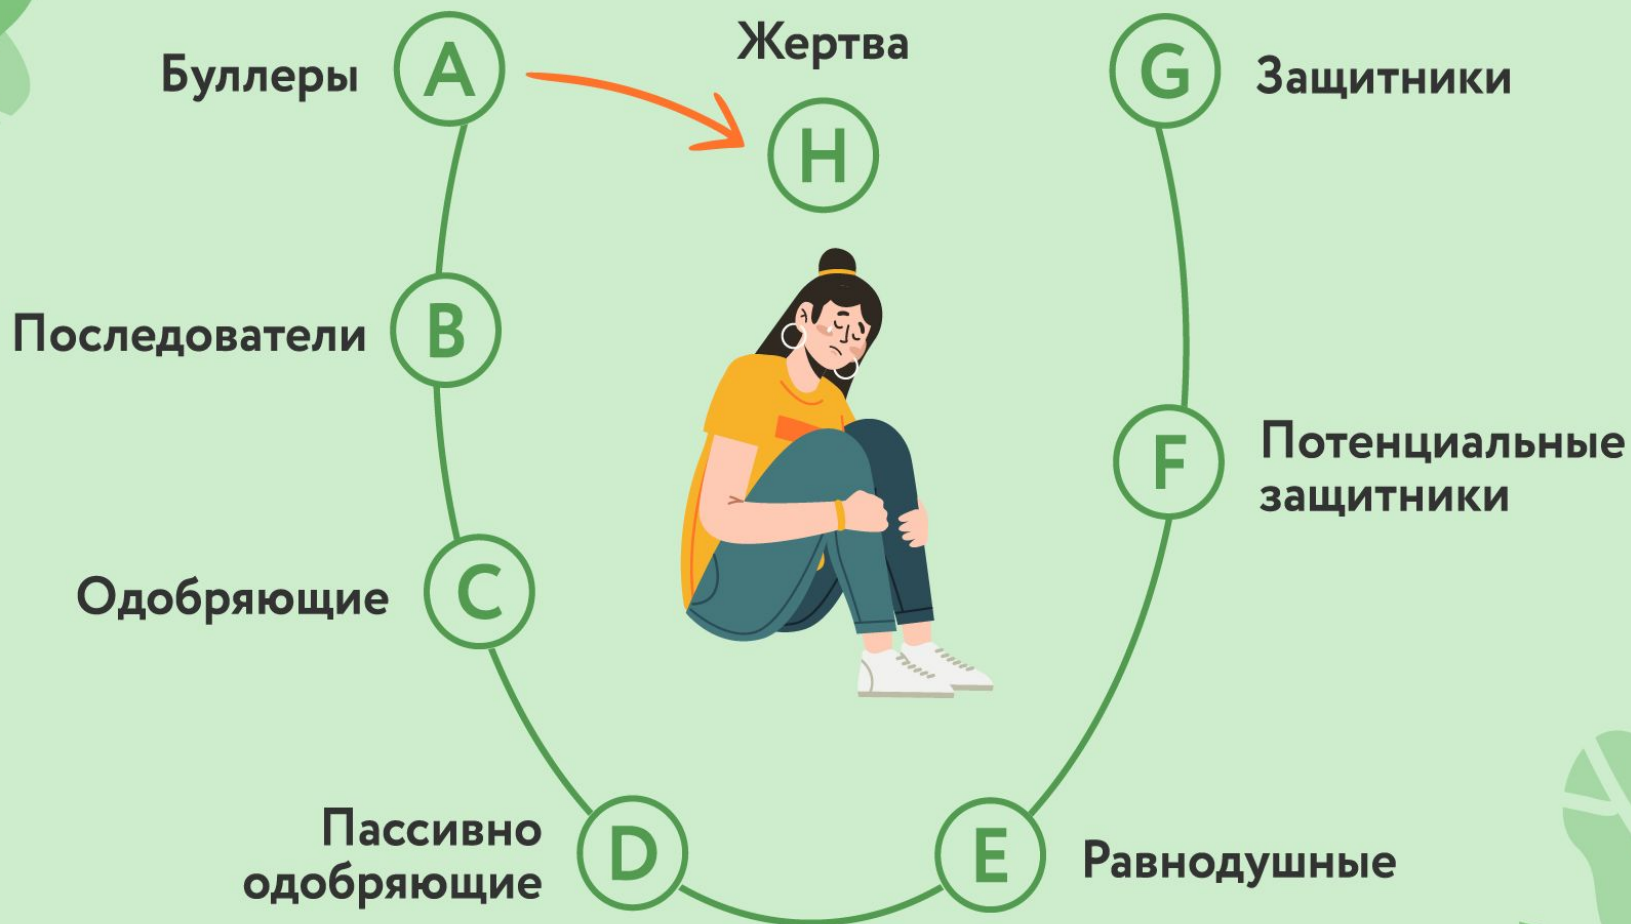 Жертва
Буллеры
A
H
G
Защитники
Последователи
B
F
Потенциальные
защитники
Одобряющие
C
Пассивно
одобряющие
D
E
Равнодушные